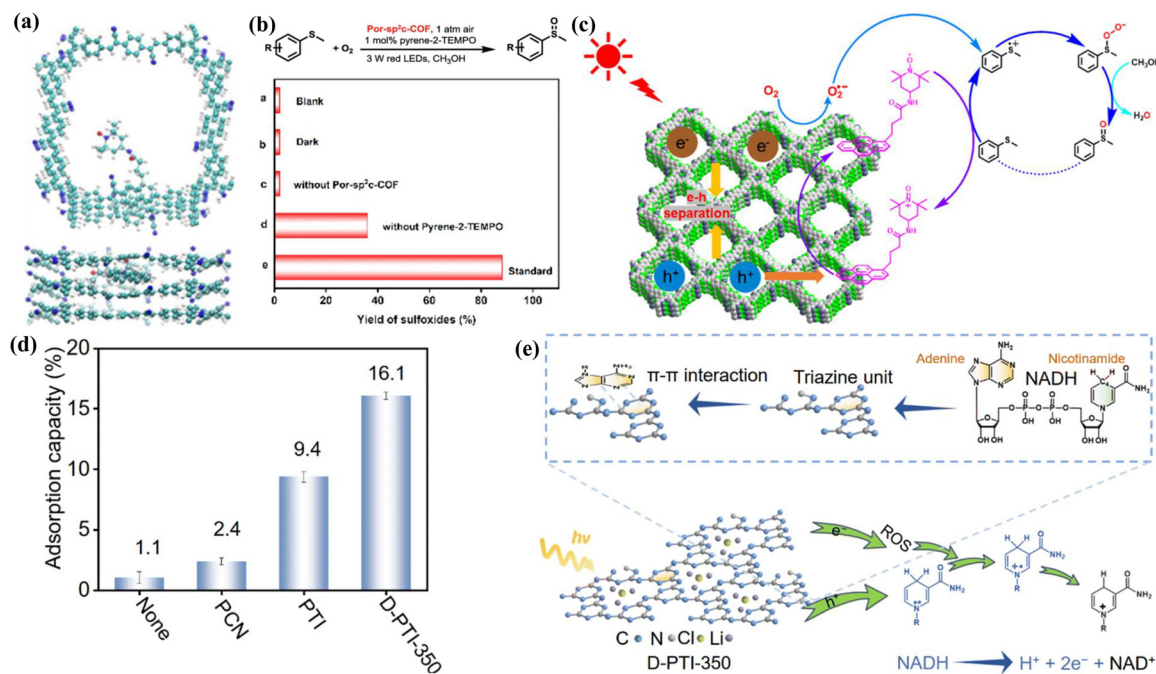 (a)
(b)
Por-sp²c-COF, 1 atm air
1 mol% pyrene-2-TEMPO
3 W red LEDs, CH₃OH
R
S
+ O₂
R
O
S
a
Blank
b
Dark
c
without Por-sp²c-COF
d
without Pyrene-2-TEMPO
e
Standard
0
20
40
60
80
100
Yield of sulfoxides (%)
(c)
O₂
O₂•−
e⁻
e⁻
e-h
separation
h⁺
h⁺
CH₃OH
H₂O
(d)
Adsorption capacity (%)
20
15
10
5
0
1.1
2.4
9.4
16.1
None
PCN
PTI
D-PTI-350
(e)
π-π interaction
Triazine unit
Adenine
NH₂
Nicotinamide
NADH
NH₂
OH OH
OH OH
hν
e⁻
ROS
h⁺
NH₂
NH₂
NH₂
C N Cl Li
D-PTI-350
NADH
H⁺ + 2e⁻ + NAD⁺